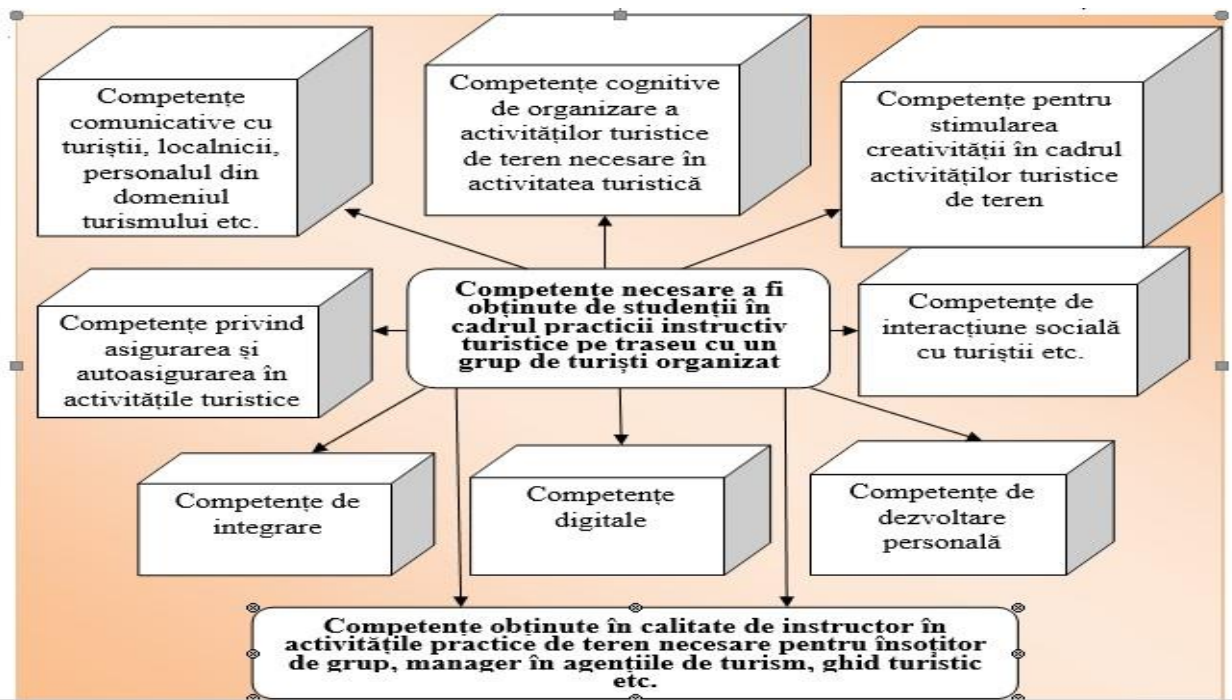 Competențe
comunicative cu
turiștii, localnicii,
personalul din
domeniul
turismului etc.
Competențe cognitive
de organizare a
activităților turistice
de teren necesare în
activitatea turistică
Competențe pentru
stimularea
creativității în cadrul
activităților turistice
de teren
Competențe privind
asigurarea și
autoasigurarea în
activitățile turistice
Competențe necesare a fi
obținute de studenții în
cadrul practicii instructiv
turistice pe traseu cu un
grup de turiști organizat
Competențe de
interacțiune socială
cu turiștii etc.
Competențe de
integrare
Competențe
digitale
Competențe de
dezvoltare
personală
Competențe obținute în calitate de instructor în
activitățile practice de teren necesare pentru însoțitor
de grup, manager în agențiile de turism, ghid turistic
etc.